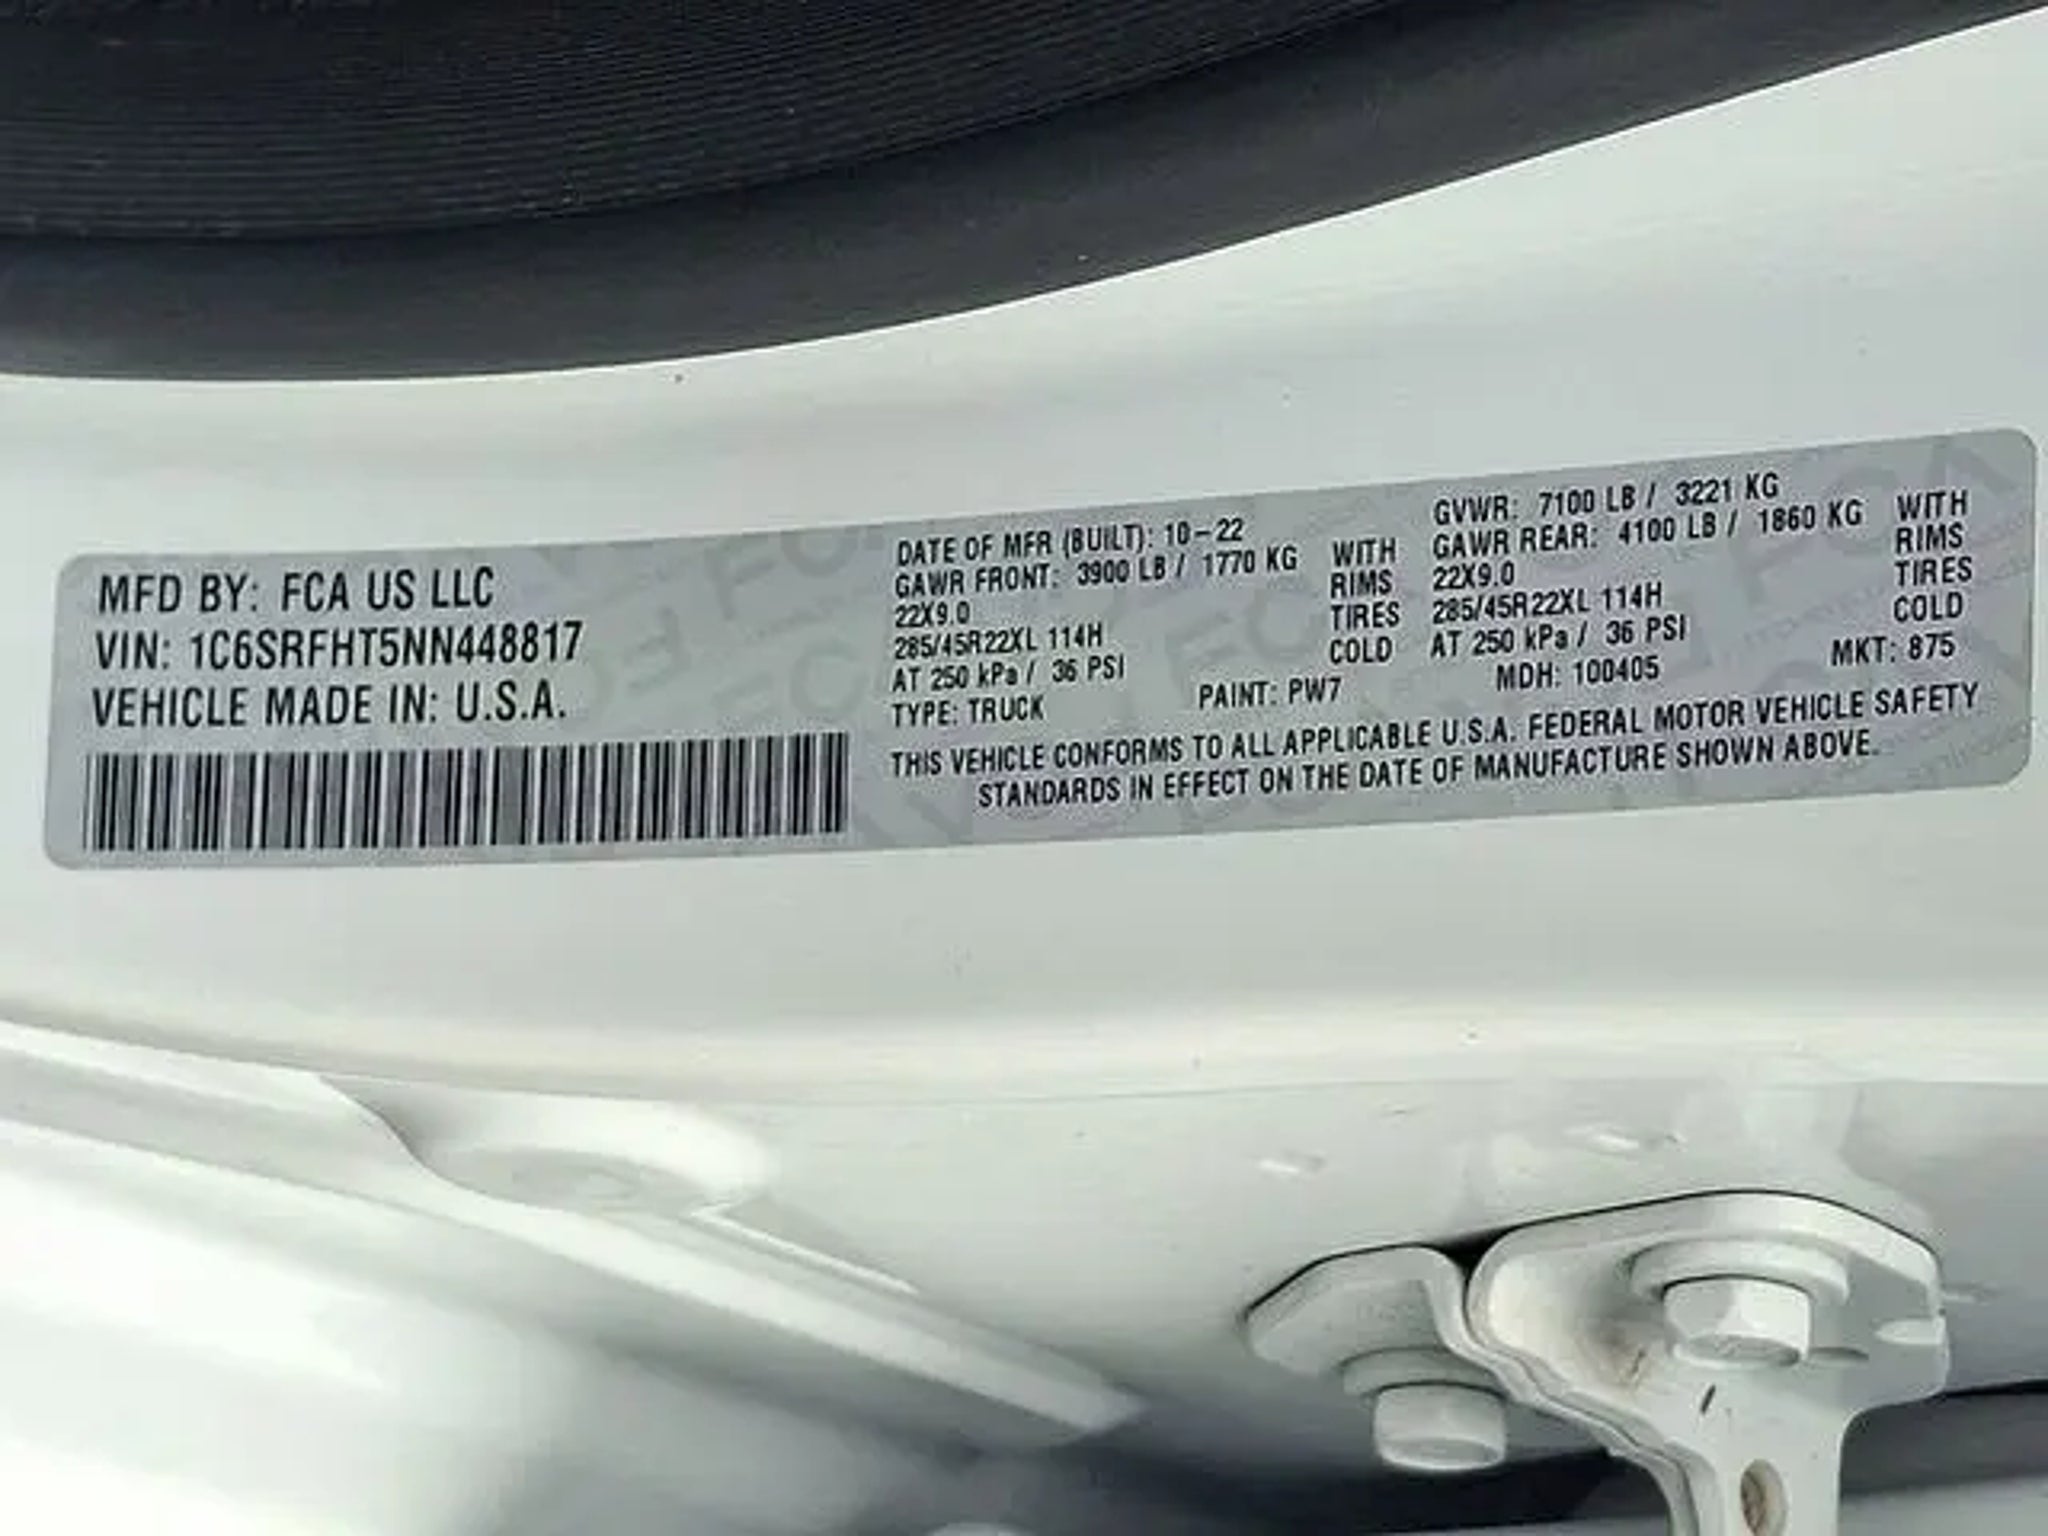 MFD BY: FCA US LLC
VIN: 1C6SRFHT5NN448817
VEHICLE MADE IN: U.S.A.
DATE OF MFR (BUILT): 10-22 GVWR: 7100 LB / 3221 KG
GAWR FRONT: 3900 LB / 1770 KG WITH GAWR REAR: 4100 LB / 1860 KG WITH
22X9.0 RIMS 22X9.0 RIMS
285/45R22XL 114H TIRES 285/45R22XL 114H TIRES
AT 250 kPa / 36 PSI COLD AT 250 kPa / 36 PSI COLD
TYPE: TRUCK PAINT: PW7 MDH: 100405 MKT: 875
THIS VEHICLE CONFORMS TO ALL APPLICABLE U.S.A. FEDERAL MOTOR VEHICLE SAFETY
STANDARDS IN EFFECT ON THE DATE OF MANUFACTURE SHOWN ABOVE.